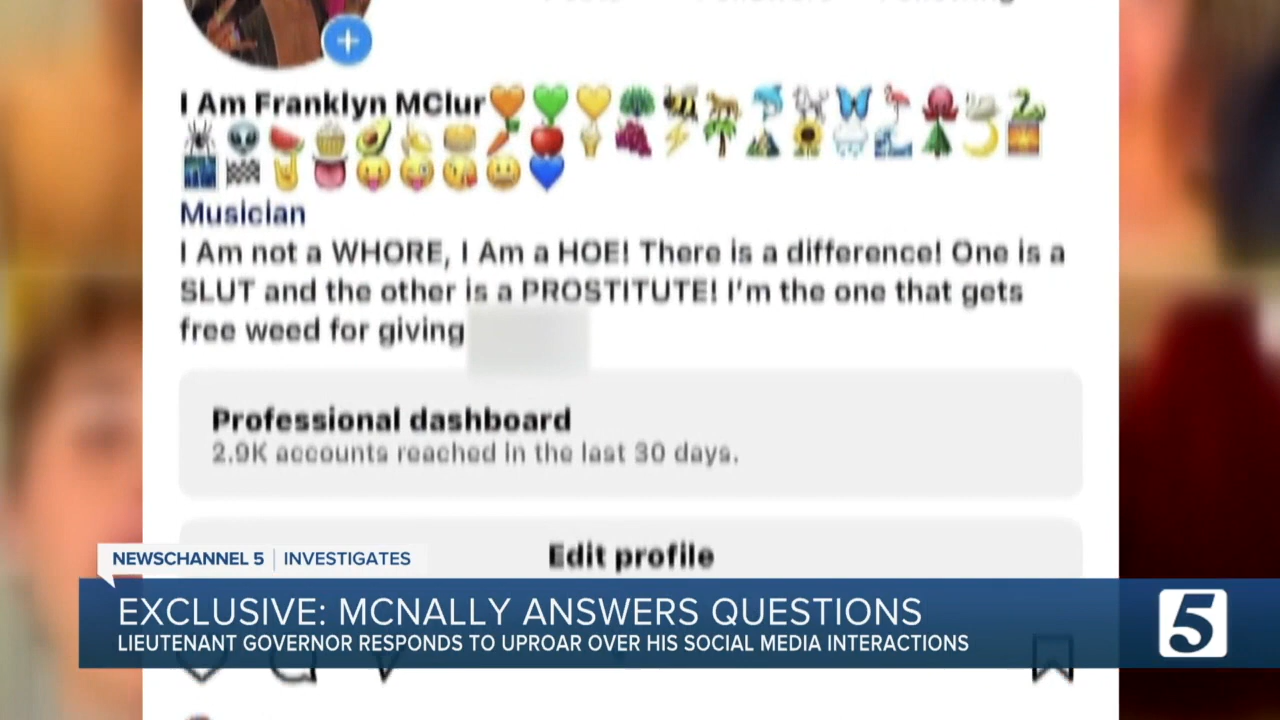 I Am Franklyn MClur🧡💚💛🌳🐝🐅🐬🐩🦋🦩🐙🦢🐍
🕷👽🍉🧁🥑🍌🥞🥕🍎🍦🍇⚡🌴⛰🌻🌧🌊🌲🌙🌅
🌃🏁🤘👅😛😜😘🙂💙
Musician
I Am not a WHORE, I Am a HOE! There is a difference! One is a
SLUT and the other is a PROSTITUTE! I'm the one that gets
free weed for giving
Professional dashboard
2.9K accounts reached in the last 30 days.
Edit profile
NEWSCHANNEL 5 | INVESTIGATES
EXCLUSIVE: MCNALLY ANSWERS QUESTIONS
LIEUTENANT GOVERNOR RESPONDS TO UPROAR OVER HIS SOCIAL MEDIA INTERACTIONS
5